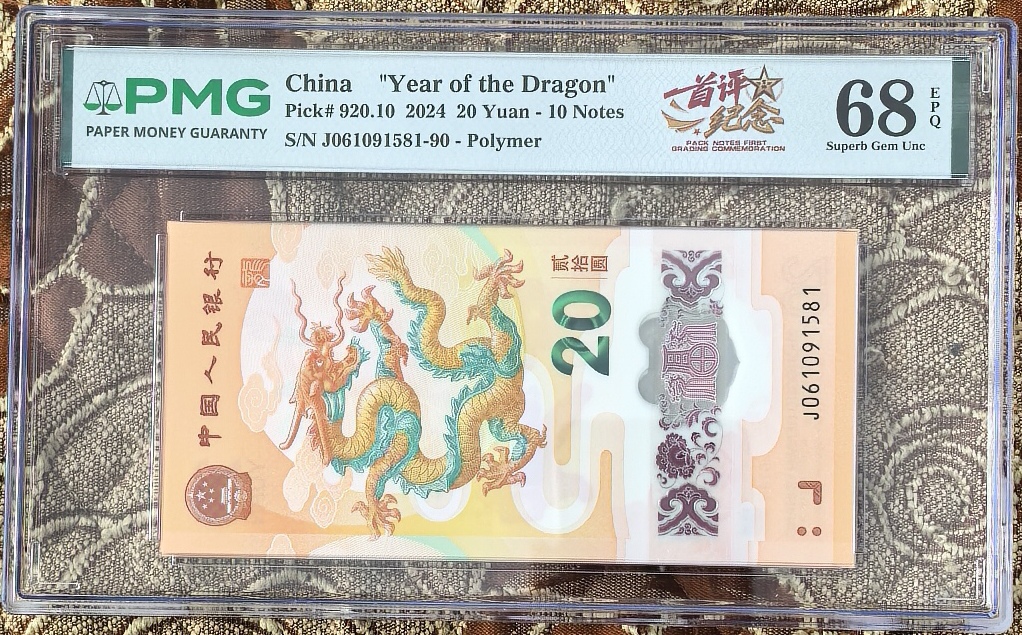 PMG
PAPER MONEY GUARANTY
China "Year of the Dragon"
Pick# 920.10 2024 20 Yuan - 10 Notes
S/N J061091581-90 - Polymer
首评
纪念
PACK NOTES FIRST
GRADING COMMEMORATION
68
EPQ
Superb Gem Unc
中国人民银行
贰拾圆
20
J061091581